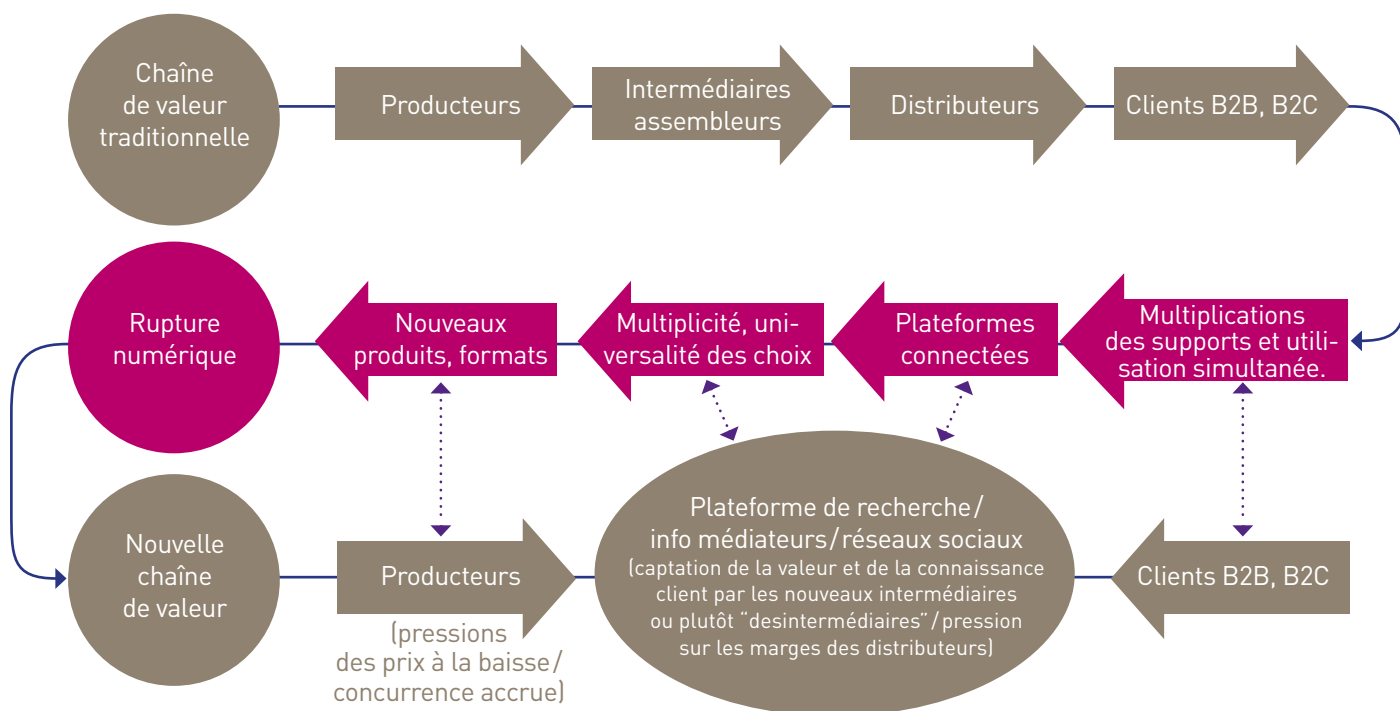 Chaîne
de valeur
traditionnelle
Producteurs
Intermédiaires
assembleurs
Distributeurs
Clients B2B, B2C
Rupture
numérique
Nouveaux
produits, formats
Multiplicité, uni-
versalité des choix
Plateformes
connectées
Multiplications
des supports et utili-
sation simultanée.
Nouvelle
chaîne
de valeur
Producteurs
(pressions
des prix à la baisse/
concurrence accrue)
Plateforme de recherche/
info médiateurs/réseaux sociaux
(captation de la valeur et de la connaissance
client par les nouveaux intermédiaires
ou plutôt "desintermédiaires"/pression
sur les marges des distributeurs)
Clients B2B, B2C